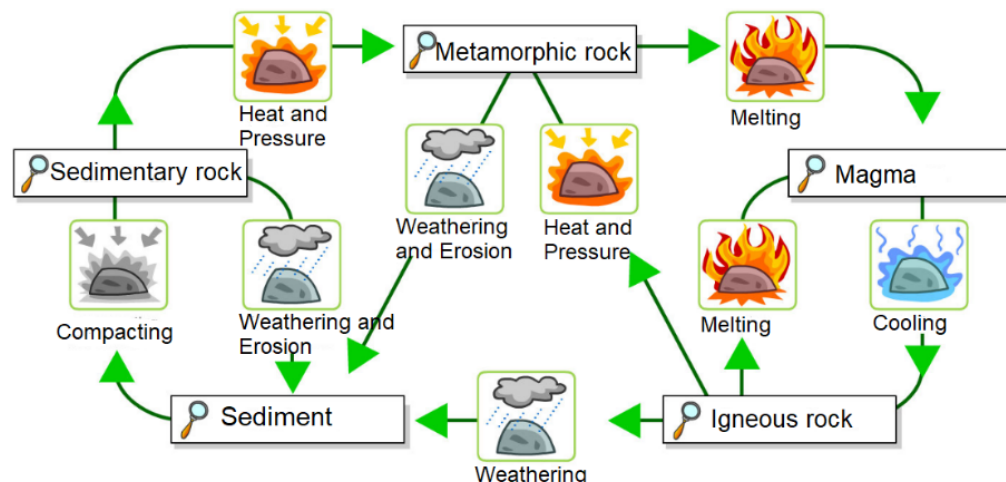 Metamorphic rock
Heat and
Pressure
Melting
Sedimentary rock
Magma
Weathering
and Erosion
Heat and
Pressure
Compacting
Weathering and
Erosion
Melting
Cooling
Sediment
Igneous rock
Weathering